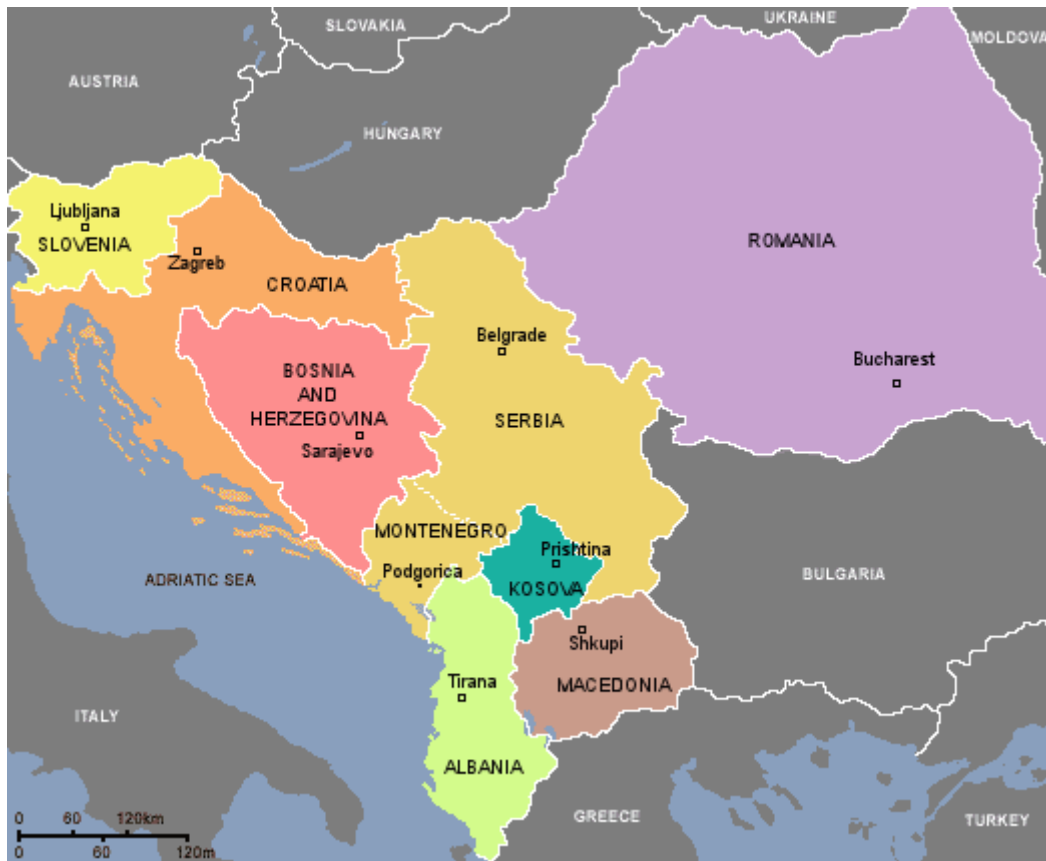 SLOVAKIA
UKRAINE
MOLDOVA
AUSTRIA
HUNGARY
Ljubljana
SLOVENIA
Zagreb
CROATIA
ROMANIA
Belgrade
Bucharest
BOSNIA
AND
HERZEGOVINA
Sarajevo
SERBIA
MONTENEGRO
Prishtina
KOSOVA
Podgorica
ADRIATIC SEA
BULGARIA
Shkupi
MACEDONIA
Tirana
ITALY
ALBANIA
GREECE
TURKEY
0 60 120km
0 60 120m